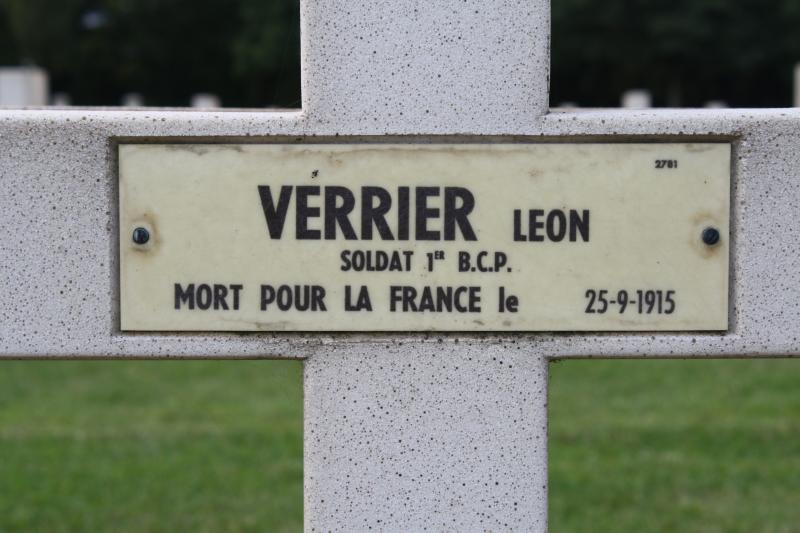 2781
VERRIER LEON
SOLDAT 1ER B.C.P.
MORT POUR LA FRANCE le 25-9-1915